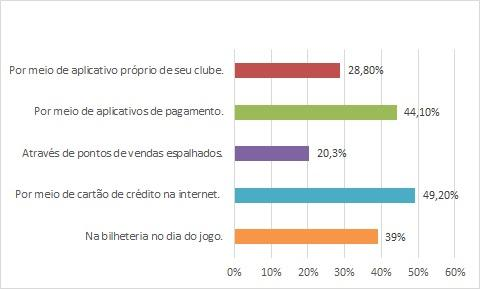 Por meio de aplicativo próprio de seu clube. 28,80%
Por meio de aplicativos de pagamento. 44,10%
Através de pontos de vendas espalhados. 20,3%
Por meio de cartão de crédito na internet. 49,20%
Na bilheteria no dia do jogo. 39%
0% 10% 20% 30% 40% 50% 60%